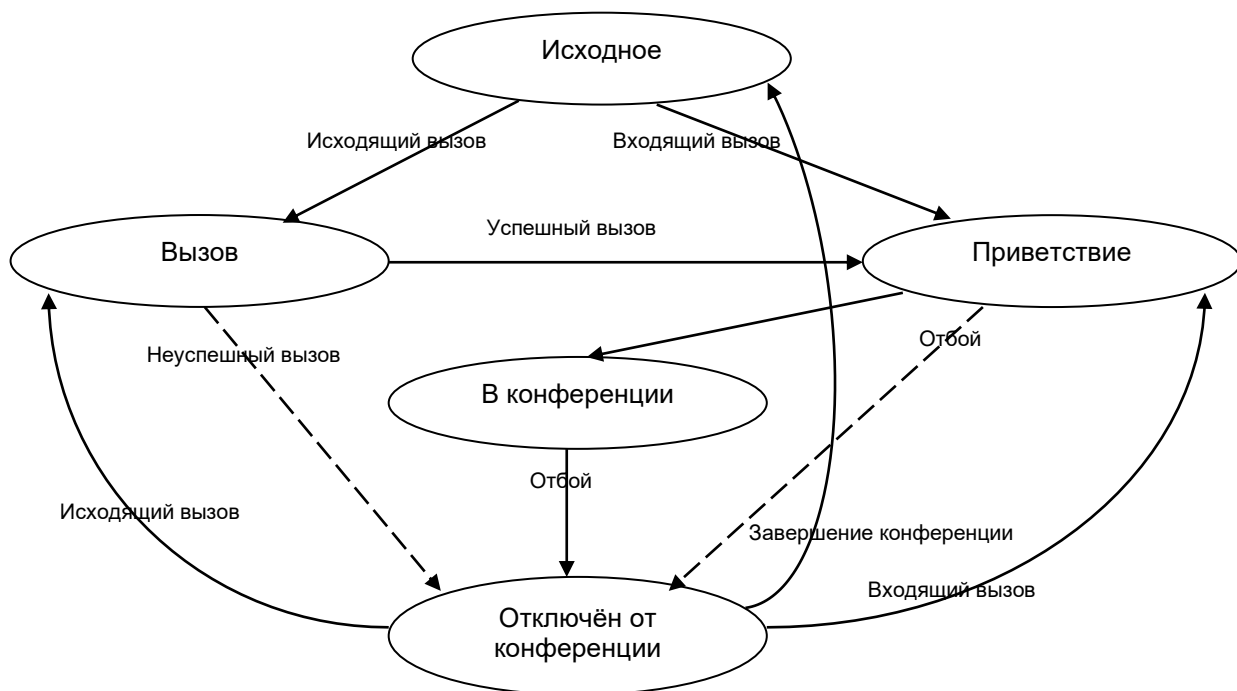 Исходное
Исходящий вызов
Входящий вызов
Вызов
Успешный вызов
Приветствие
Неуспешный вызов
Отбой
В конференции
Отбой
Исходящий вызов
Завершение конференции
Входящий вызов
Отключён от
конференции